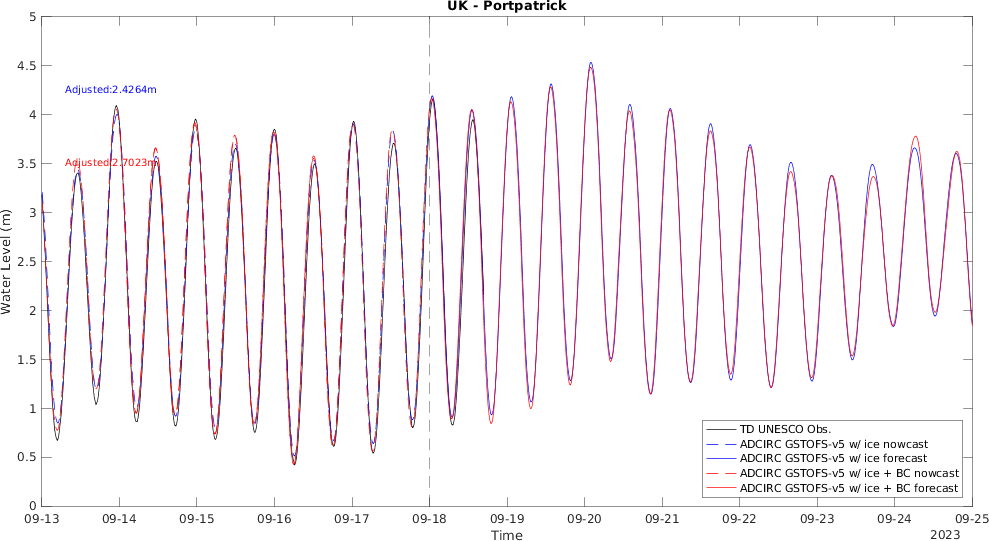 UK - Portpatrick
5
4.5
4
3.5
3
2.5
2
1.5
1
0.5
0
Water Level (m)
Adjusted:2.4264m
Adjusted:2.7023m
TD UNESCO Obs.
ADCIRC GSTOFS-v5 w/ ice nowcast
ADCIRC GSTOFS-v5 w/ ice forecast
ADCIRC GSTOFS-v5 w/ ice + BC nowcast
ADCIRC GSTOFS-v5 w/ ice + BC forecast
09-13 09-14 09-15 09-16 09-17 09-18 09-19 09-20 09-21 09-22 09-23 09-24 09-25
Time
2023